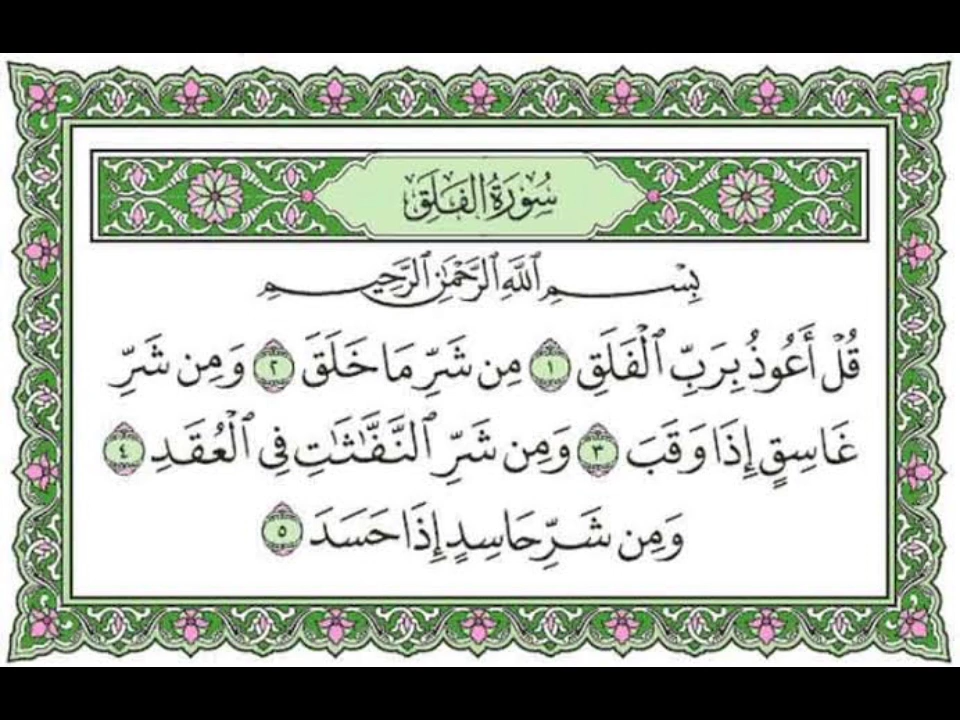 سُورَةُ الفَلَقِ
بِسْمِ ٱللَّهِ ٱلرَّحْمَٰنِ ٱلرَّحِيمِ
قُلْ أَعُوذُ بِرَبِّ ٱلْفَلَقِ ١ مِن شَرِّ مَا خَلَقَ ٢ وَمِن شَرِّ
غَاسِقٍ إِذَا وَقَبَ ٣ وَمِن شَرِّ ٱلنَّفَّٰثَٰتِ فِى ٱلْعُقَدِ ٤
وَمِن شَرِّ حَاسِدٍ إِذَا حَسَدَ ٥